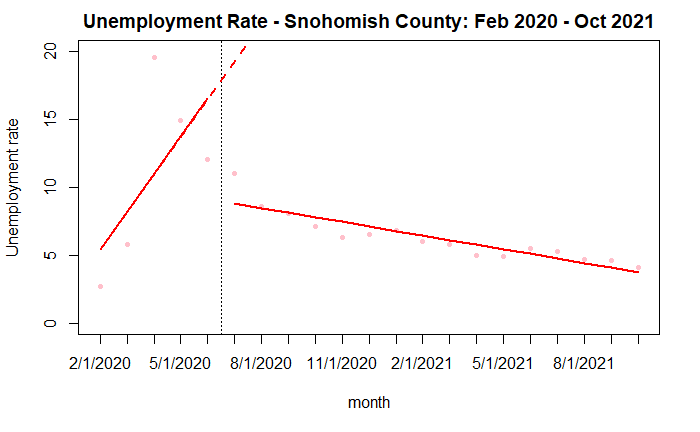 Unemployment Rate - Snohomish County: Feb 2020 - Oct 2021
Unemployment rate
20
15
10
5
0
2/1/2020 5/1/2020 8/1/2020 11/1/2020 2/1/2021 5/1/2021 8/1/2021
month